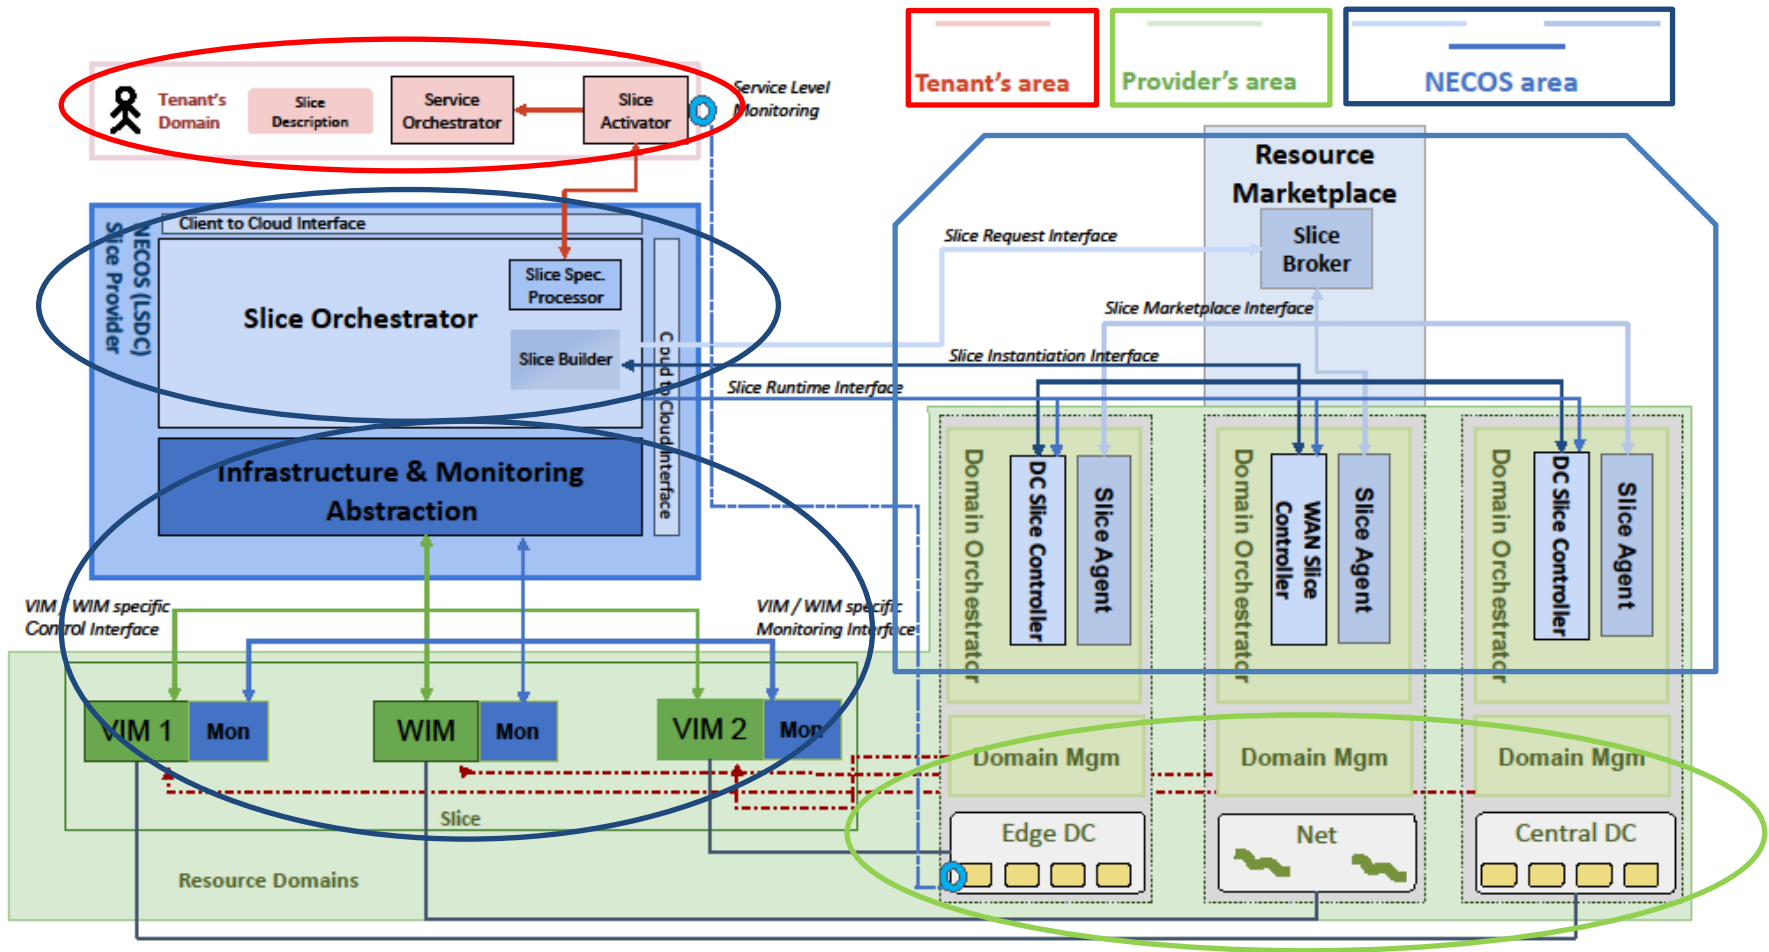 Tenant's area
Provider's area
NECOS area
Tenant's
Domain
Slice
Description
Service
Orchestrator
Slice
Activator
Service Level
Monitoring
Resource
Marketplace
Slice
Broker
NECOS (LSDC)
Slice Provider
Client to Cloud Interface
Slice Spec.
Processor
Slice Orchestrator
Slice Builder
Cloud to Cloud Interface
Slice Request Interface
Slice Marketplace Interface
Slice Instantiation Interface
Slice Runtime Interface
Infrastructure & Monitoring
Abstraction
VIM / WIM specific
Control Interface
VIM / WIM specific
Monitoring Interface
Domain Orchestrator
DC Slice Controller
Slice Agent
Domain Orchestrator
WAN Slice
Controller
Slice Agent
Domain Orchestrator
DC Slice Controller
Slice Agent
VIM 1
Mon
WIM
Mon
VIM 2
Mon
Domain Mgm
Domain Mgm
Domain Mgm
Slice
Edge DC
Net
Central DC
Resource Domains